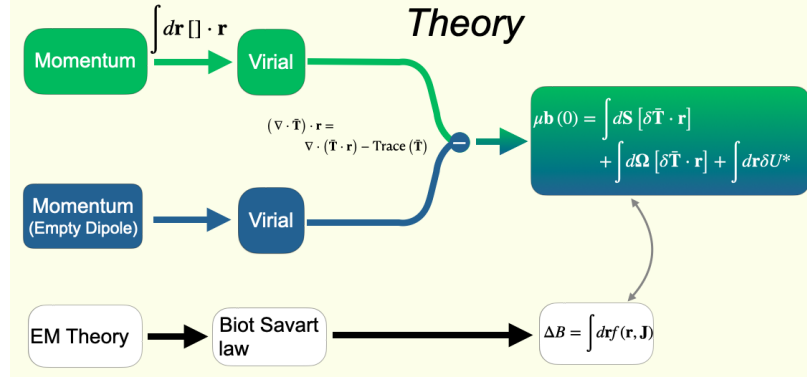 Theory
∫dr [] · r
Momentum
Virial
(∇ · T̄) · r =
∇ · (T̄ · r) − Trace (T̄)
−
μb (0) = ∫dS [δT̄ · r]
+ ∫dΩ [δT̄ · r] + ∫drδU*
Momentum
(Empty Dipole)
Virial
EM Theory
Biot Savart
law
ΔB = ∫drf(r, J)